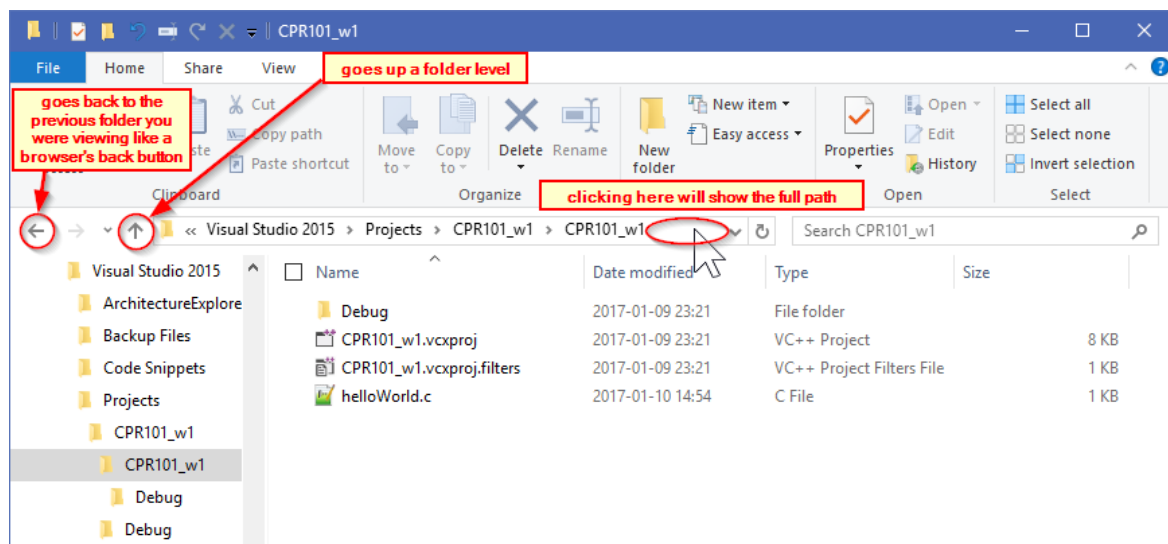 CPR101_w1
File Home Share View
goes up a folder level
goes back to the
previous folder you
were viewing like a
browser's back button
Cut
Copy path
Paste shortcut
Clipboard
Move to
Copy to
Delete
Rename
Organize
New folder
New item
Easy access
clicking here will show the full path
Properties
Open
Edit
History
Open
Select all
Select none
Invert selection
Select
« Visual Studio 2015 > Projects > CPR101_w1 > CPR101_w1
Search CPR101_w1
Visual Studio 2015
ArchitectureExplore
Backup Files
Code Snippets
Projects
CPR101_w1
CPR101_w1
Debug
Debug
Name Date modified Type Size
Debug 2017-01-09 23:21 File folder
CPR101_w1.vcxproj 2017-01-09 23:21 VC++ Project 8 KB
CPR101_w1.vcxproj.filters 2017-01-09 23:21 VC++ Project Filters File 1 KB
helloWorld.c 2017-01-10 14:54 C File 1 KB